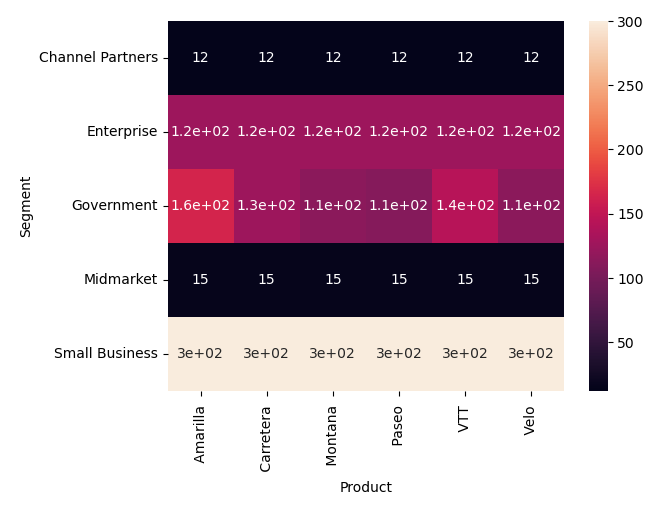 Channel Partners 12 12 12 12 12 12
Enterprise 1.2e+02 1.2e+02 1.2e+02 1.2e+02 1.2e+02 1.2e+02
Government 1.6e+02 1.3e+02 1.1e+02 1.1e+02 1.4e+02 1.1e+02
Midmarket 15 15 15 15 15 15
Small Business 3e+02 3e+02 3e+02 3e+02 3e+02 3e+02
Segment
Amarilla Carretera Montana Paseo VTT Velo
Product
300
250
200
150
100
50